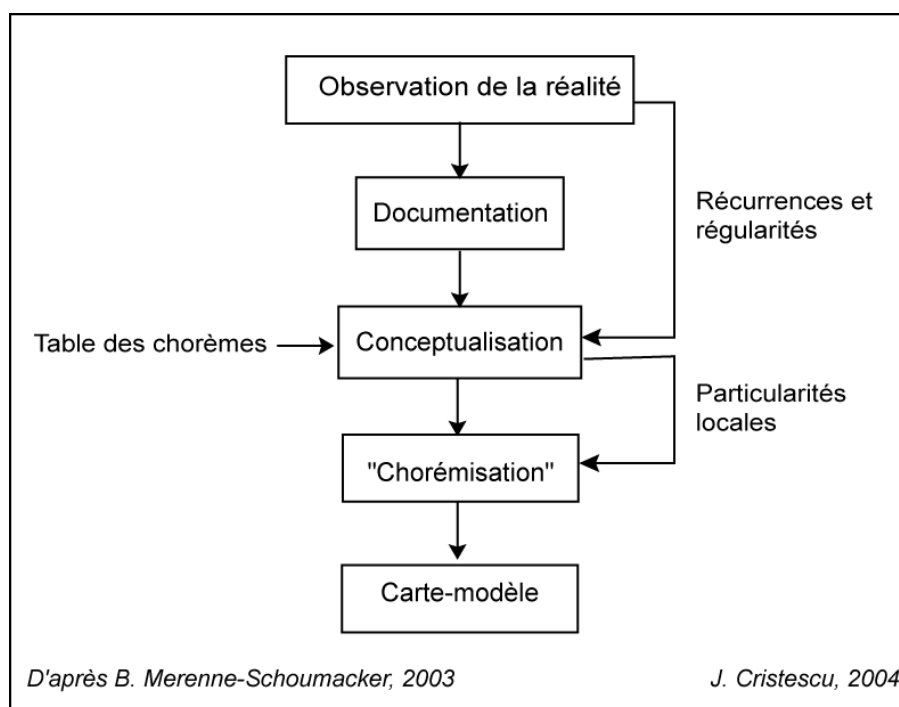 Observation de la réalité
Documentation
Récurrences et
régularités
Table des chorèmes
Conceptualisation
Particularités
locales
"Chorémisation"
Carte-modèle
D'après B. Merenne-Schoumacker, 2003
J. Cristescu, 2004